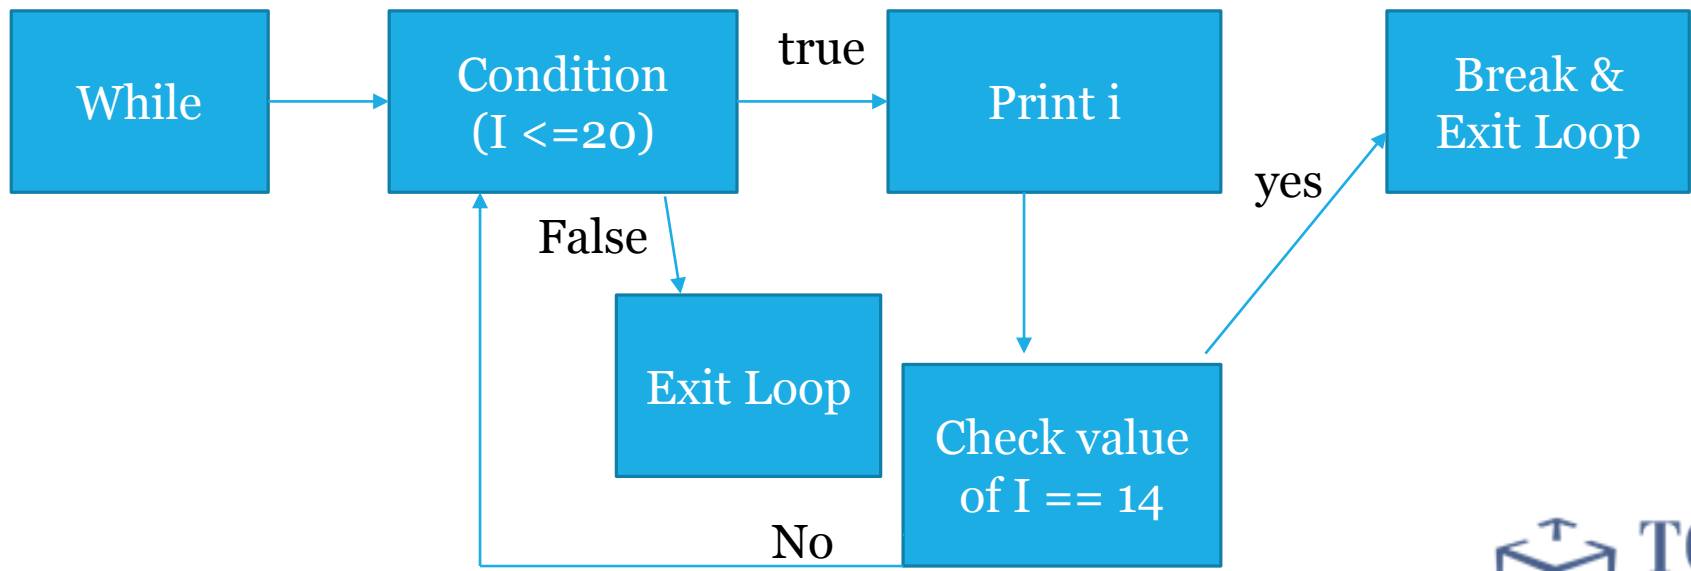 While
Condition
(I <=20)
true
Print i
Break &
Exit Loop
yes
False
Exit Loop
Check value
of I == 14
No